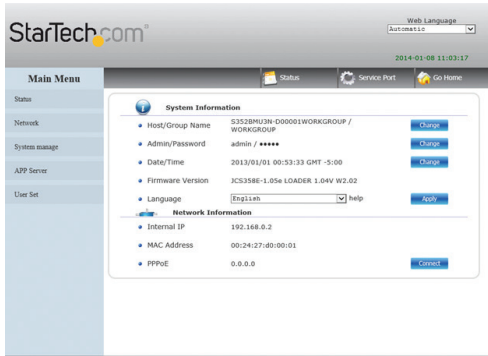 StarTech.com®
Web Language
Automatic
2014-01-08 11:03:17
Main Menu
Status
Service Port
Go Home
Status
Network
System manage
APP Server
User Set
System Information
Host/Group Name
S352BMU3N-D00001WORKGROUP /
WORKGROUP
Change
Admin/Password
admin / •••••
Change
Date/Time
2013/01/01 00:53:33 GMT -5:00
Change
Firmware Version
JCS358E-1.05e LOADER 1.04V W2.02
Language
English
help
Apply
Network Information
Internal IP
192.168.0.2
MAC Address
00:24:27:d0:00:01
PPPoE
0.0.0.0
Connect